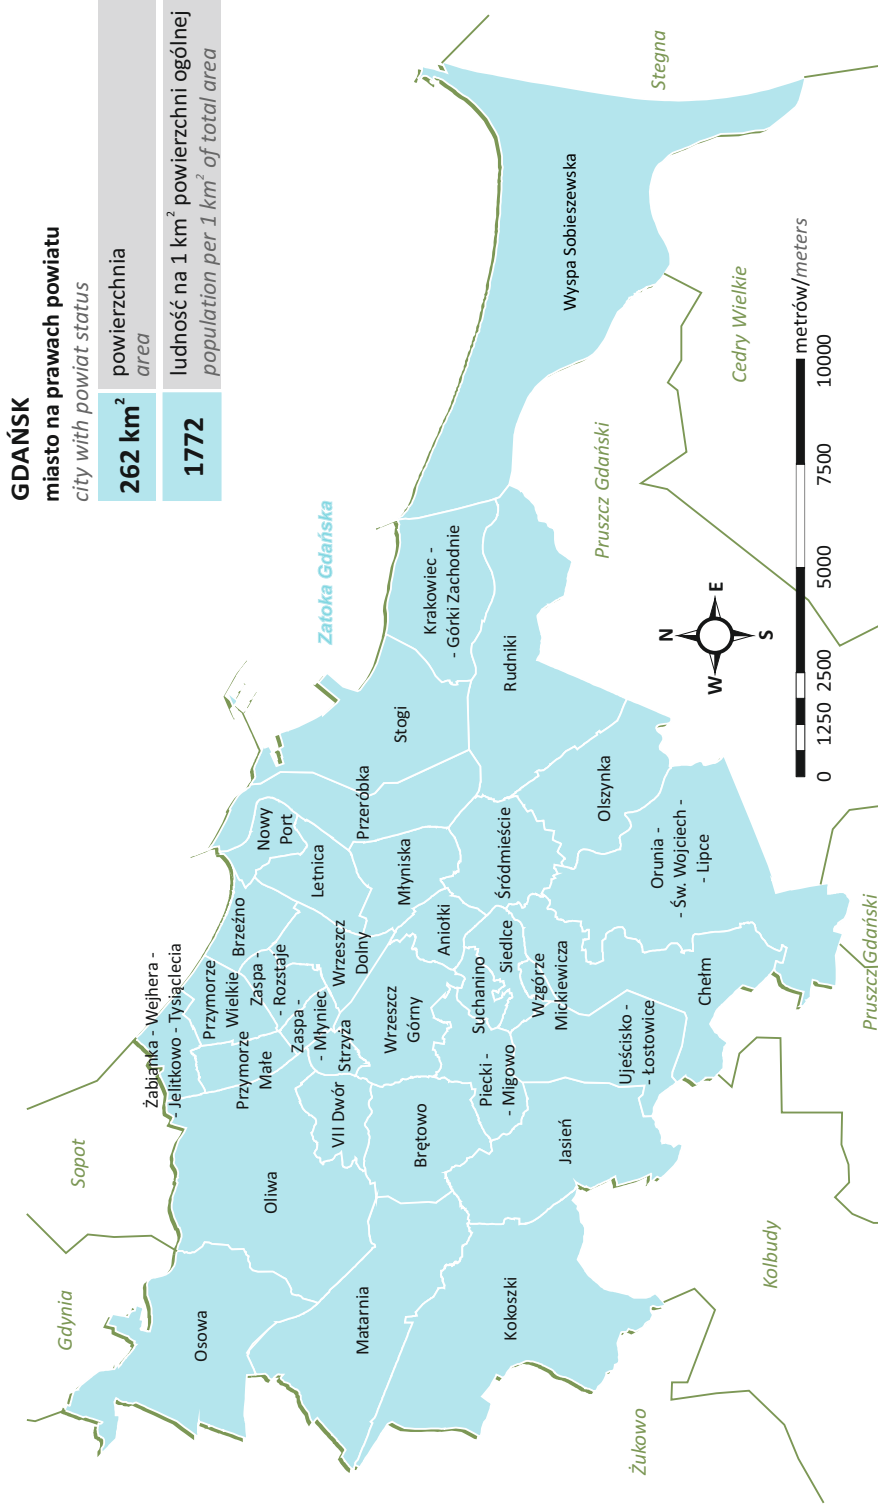 GDAŃSK
miasto na prawach powiatu
city with powiat status
262 km²
powierzchnia
area
1772
ludność na 1 km² powierzchni ogólnej
population per 1 km² of total area
Gdynia
Sopot
Żabianka - Wejhera -
- Jelitkowo - Tysiąclecia
Osowa
Oliwa
Przymorze
Wielkie
Przymorze
Małe
Brzeźno
Zaspa -
- Rozstaje
Zaspa -
- Młyniec
Nowy
Port
Letnica
Zatoka Gdańska
VII Dwór
Strzyża
Wrzeszcz
Dolny
Przeróbka
Matarnia
Brętowo
Wrzeszcz
Górny
Młyniska
Stogi
Aniołki
Krakowiec -
- Górki Zachodnie
Suchanino
Siedlce
Piecki -
- Migowo
Śródmieście
Rudniki
Kokoszki
Wzgórze
Mickiewicza
Wyspa Sobieszewska
Jasień
Olszynka
Pruszcz Gdański
Ujeścisko -
- Łostowice
Orunia -
- Św. Wojciech -
- Lipce
Stegna
Chełm
Żukowo
Kolbudy
Cedry Wielkie
Pruszcz Gdański
N
W
E
S
0
1250
2500
5000
7500
10000
metrów/meters